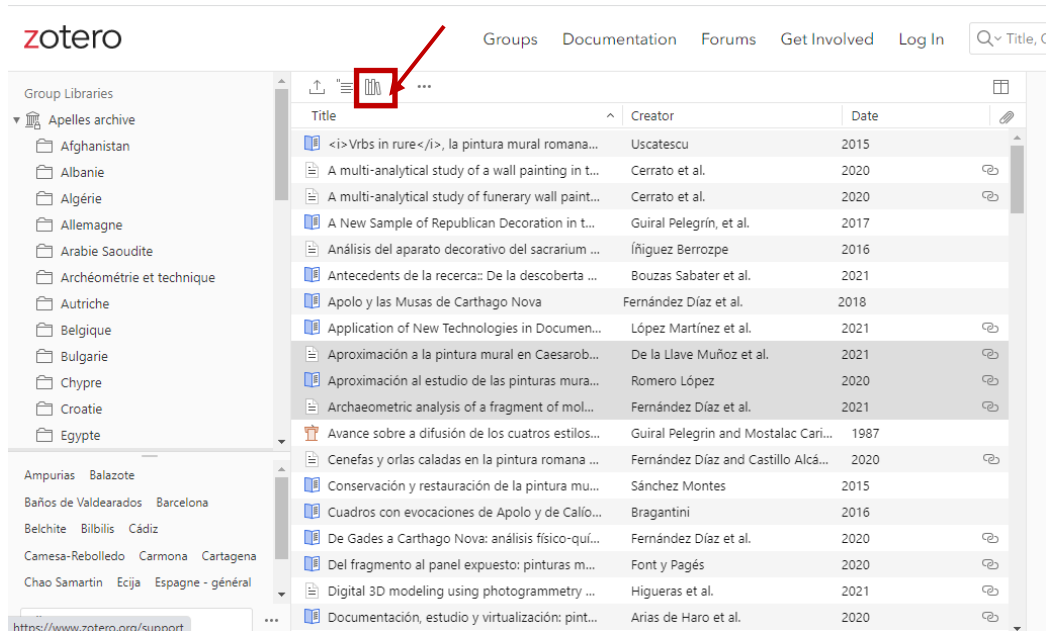 zotero
Groups Documentation Forums Get Involved Log In Title,
Group Libraries
Apelles archive
Afghanistan
Albanie
Algérie
Allemagne
Arabie Saoudite
Archéométrie et technique
Autriche
Belgique
Bulgarie
Chypre
Croatie
Egypte
Ampurias Balazote
Baños de Valdearados Barcelona
Belchite Bilbilis Cádiz
Camesa-Rebolledo Carmona Cartagena
Chao Samartin Ecija Espagne - général
https://www.zotero.org/support
Title Creator Date
<i>Vrbs in rure</i>, la pintura mural romana... Uscatescu 2015
A multi-analytical study of a wall painting in t... Cerrato et al. 2020
A multi-analytical study of funerary wall paint... Cerrato et al. 2020
A New Sample of Republican Decoration in t... Guiral Pelegrín, et al. 2017
Análisis del aparato decorativo del sacrarium ... Íñiguez Berrozpe 2016
Antecedents de la recerca:: De la descoberta ... Bouzas Sabater et al. 2021
Apolo y las Musas de Carthago Nova Fernández Díaz et al. 2018
Application of New Technologies in Documen... López Martínez et al. 2021
Aproximación a la pintura mural en Caesarob... De la Llave Muñoz et al. 2021
Aproximación al estudio de las pinturas mura... Romero López 2020
Archaeometric analysis of a fragment of mol... Fernández Díaz et al. 2021
Avance sobre a difusión de los cuatros estilos... Guiral Pelegrin and Mostalac Cari... 1987
Cenefas y orlas caladas en la pintura romana ... Fernández Díaz and Castillo Alcá... 2020
Conservación y restauración de la pintura mu... Sánchez Montes 2015
Cuadros con evocaciones de Apolo y de Calío... Bragantini 2016
De Gades a Carthago Nova: análisis físico-quí... Fernández Díaz et al. 2020
Del fragmento al panel expuesto: pinturas m... Font y Pagés 2020
Digital 3D modeling using photogrammetry ... Higueras et al. 2021
Documentación, estudio y virtualización: pint... Arias de Haro et al. 2020